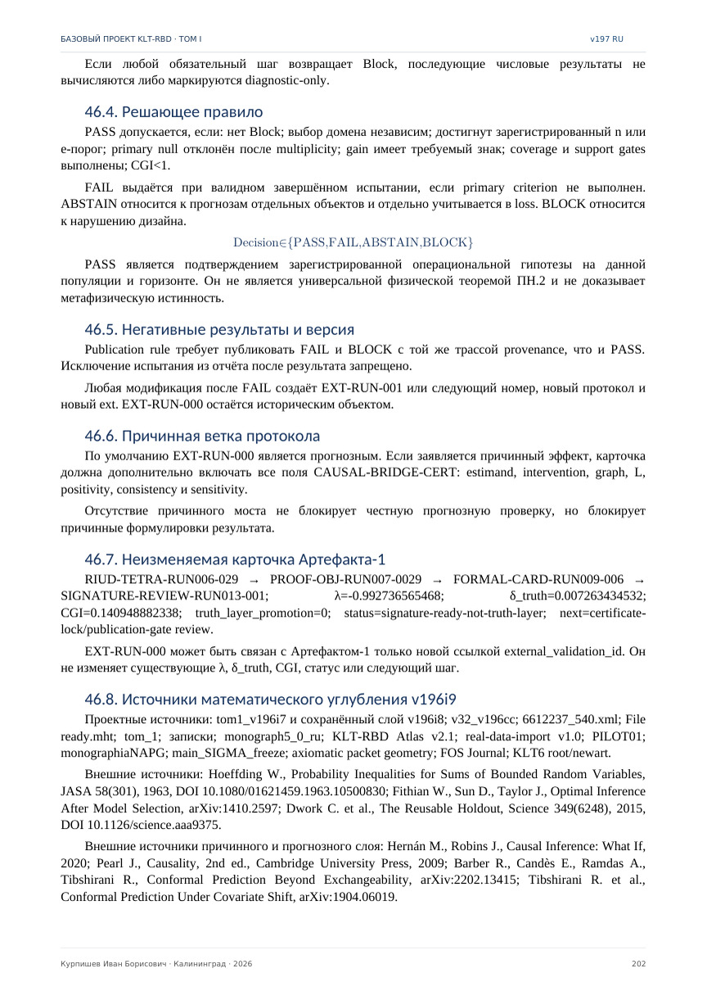 БАЗОВЫЙ ПРОЕКТ KLT-RBD · ТОМ I
v197 RU
Если любой обязательный шаг возвращает Block, последующие числовые результаты не
вычисляются либо маркируются diagnostic-only.
46.4. Решающее правило
PASS допускается, если: нет Block; выбор домена независим; достигнут зарегистрированный n или
e-порог; primary null отклонён после multiplicity; gain имеет требуемый знак; coverage и support gates
выполнены; CGI<1.
FAIL выдаётся при валидном завершённом испытании, если primary criterion не выполнен.
ABSTAIN относится к прогнозам отдельных объектов и отдельно учитывается в loss. BLOCK относится
к нарушению дизайна.
Decision∈{PASS,FAIL,ABSTAIN,BLOCK}
PASS является подтверждением зарегистрированной операциональной гипотезы на данной
популяции и горизонте. Он не является универсальной физической теоремой ПН.2 и не доказывает
метафизическую истинность.
46.5. Негативные результаты и версия
Publication rule требует публиковать FAIL и BLOCK с той же трассой provenance, что и PASS.
Исключение испытания из отчёта после результата запрещено.
Любая модификация после FAIL создаёт EXT-RUN-001 или следующий номер, новый протокол и
новый ext. EXT-RUN-000 остаётся историческим объектом.
46.6. Причинная ветка протокола
По умолчанию EXT-RUN-000 является прогнозным. Если заявляется причинный эффект, карточка
должна дополнительно включать все поля CAUSAL-BRIDGE-CERT: estimand, intervention, graph, L,
positivity, consistency и sensitivity.
Отсутствие причинного моста не блокирует честную прогнозную проверку, но блокирует
причинные формулировки результата.
46.7. Неизменяемая карточка Артефакта-1
RIUD-TETRA-RUN006-029 → PROOF-OBJ-RUN007-0029 → FORMAL-CARD-RUN009-006 →
SIGNATURE-REVIEW-RUN013-001; λ=-0.992736565468; δ_truth=0.007263434532;
CGI=0.140948882338; truth_layer_promotion=0; status=signature-ready-not-truth-layer; next=certificate-
lock/publication-gate review.
EXT-RUN-000 может быть связан с Артефактом-1 только новой ссылкой external_validation_id. Он
не изменяет существующие λ, δ_truth, CGI, статус или следующий шаг.
46.8. Источники математического углубления v196i9
Проектные источники: tom1_v196i7 и сохранённый слой v196i8; v32_v196cc; 6612237_540.xml; File
ready.mht; tom_1; записки; monograph5_0_ru; KLT-RBD Atlas v2.1; real-data-import v1.0; PILOT01;
monographiaNAPG; main_SIGMA_freeze; axiomatic packet geometry; FOS Journal; KLT6 root/newart.
Внешние источники: Hoeffding W., Probability Inequalities for Sums of Bounded Random Variables,
JASA 58(301), 1963, DOI 10.1080/01621459.1963.10500830; Fithian W., Sun D., Taylor J., Optimal Inference
After Model Selection, arXiv:1410.2597; Dwork C. et al., The Reusable Holdout, Science 349(6248), 2015,
DOI 10.1126/science.aaa9375.
Внешние источники причинного и прогнозного слоя: Hernán M., Robins J., Causal Inference: What If,
2020; Pearl J., Causality, 2nd ed., Cambridge University Press, 2009; Barber R., Candès E., Ramdas A.,
Tibshirani R., Conformal Prediction Beyond Exchangeability, arXiv:2202.13415; Tibshirani R. et al.,
Conformal Prediction Under Covariate Shift, arXiv:1904.06019.
Курпишев Иван Борисович · Калининград · 2026
202